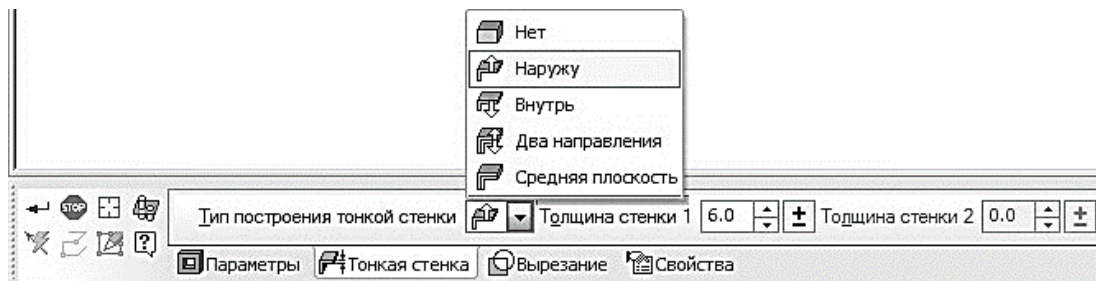 Нет
Наружу
Внутрь
Два направления
Средняя плоскость
STOP
Тип построения тонкой стенки Толщина стенки 1 6.0 ± Толщина стенки 2 0.0 ±
?
Параметры Тонкая стенка Вырезание Свойства